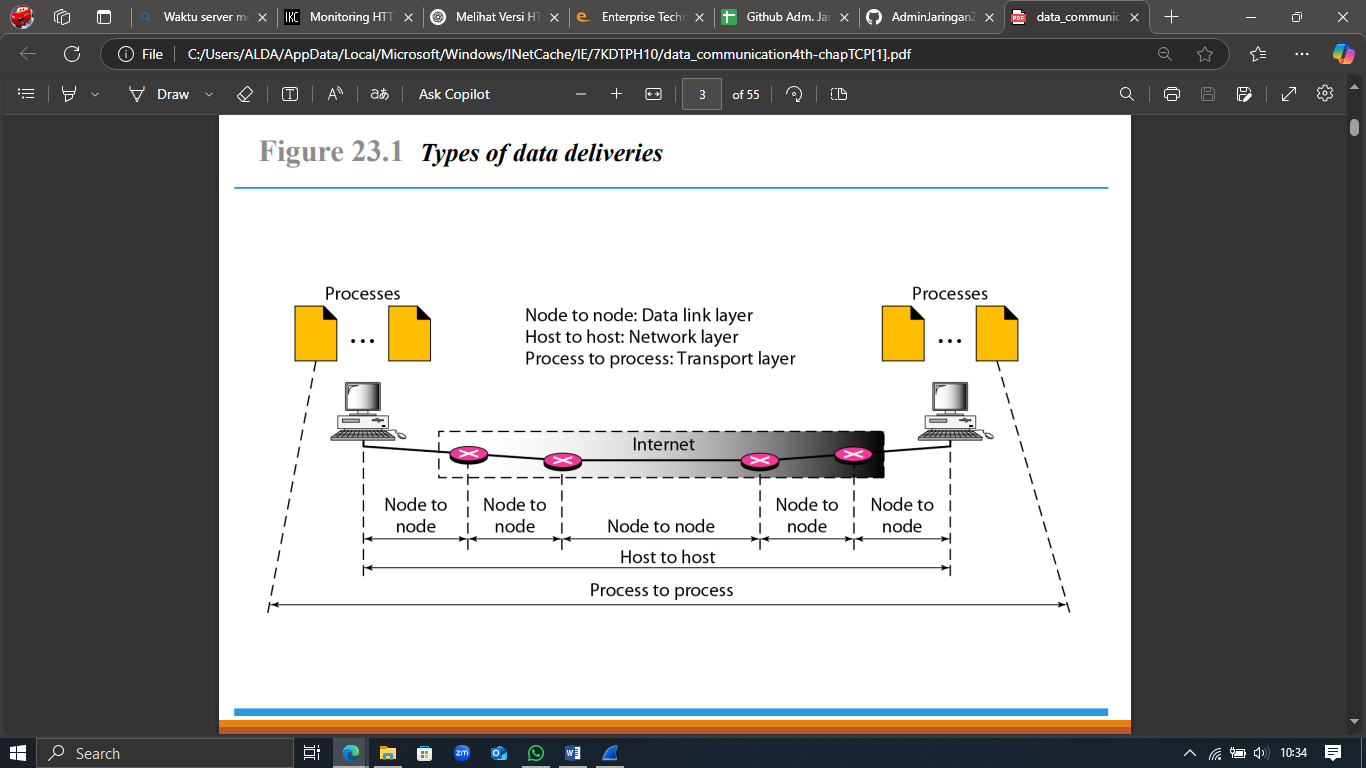 Waktu server m
Monitoring HTT
Melihat Versi HT
Enterprise Techn
Github Adm. Jar
AdminJaringan2
data_communic
File
C:/Users/ALDA/AppData/Local/Microsoft/Windows/INetCache/IE/7KDTPH10/data_communication4th-chapTCP[1].pdf
Draw
Ask Copilot
3
of 55
Figure 23.1 Types of data deliveries
Processes
Processes
Node to node: Data link layer
Host to host: Network layer
Process to process: Transport layer
Internet
Node to
node
Node to
node
Node to node
Node to
node
Node to
node
Host to host
Process to process
Search
10:34